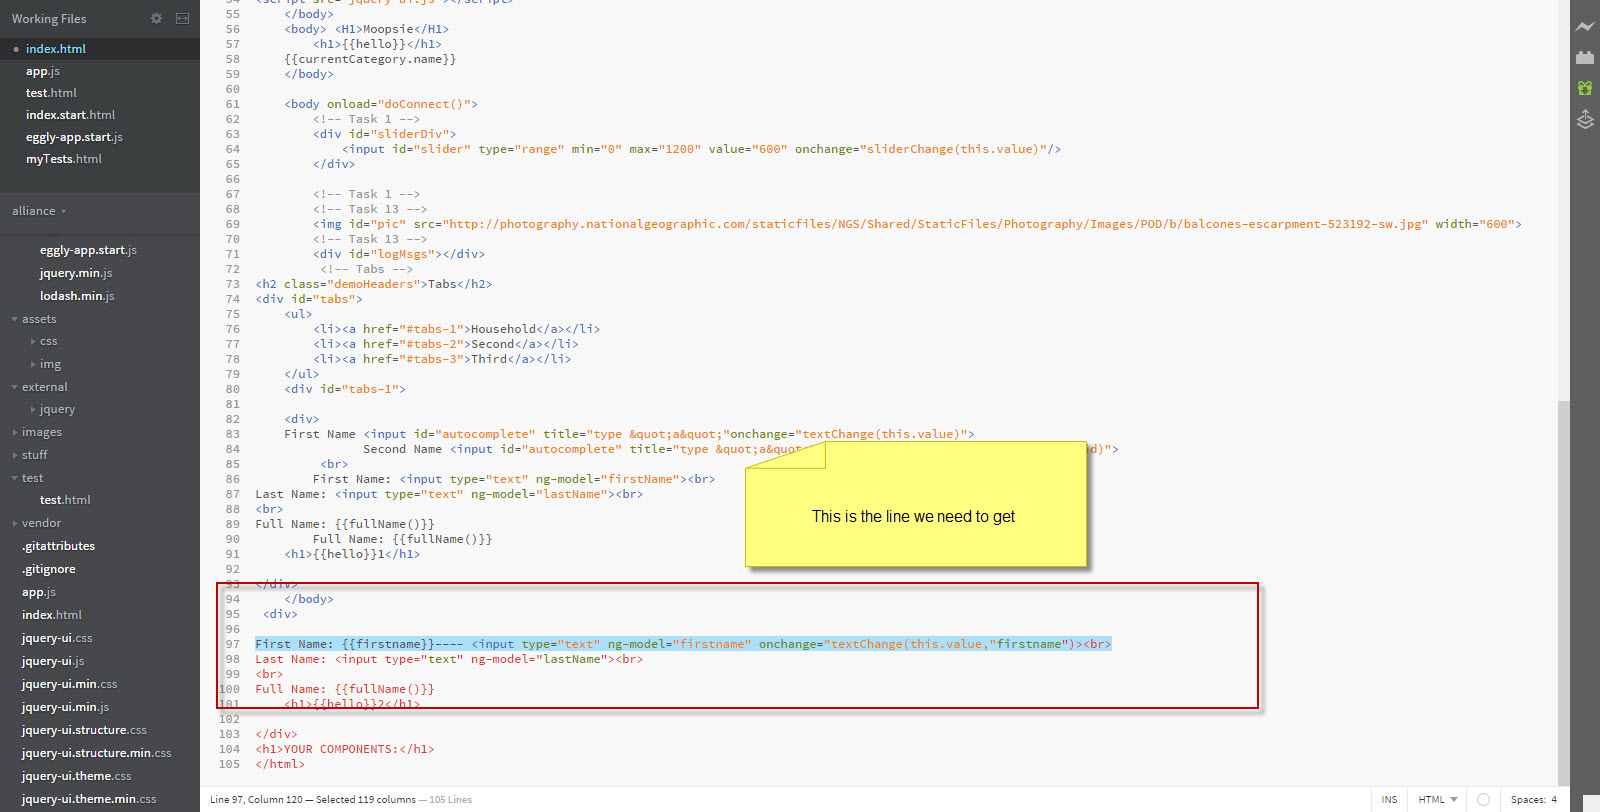 Working Files
index.html
app.js
test.html
index.start.html
eggly-app.start.js
myTests.html
alliance
eggly-app.start.js
jquery.min.js
lodash.min.js
assets
css
img
external
jquery
images
stuff
test
test.html
vendor
.gitattributes
.gitignore
app.js
index.html
jquery-ui.css
jquery-ui.js
jquery-ui.min.css
jquery-ui.min.js
jquery-ui.structure.css
jquery-ui.structure.min.css
jquery-ui.theme.css
jquery-ui.theme.min.css
54 <script src="jquery-ui.js"></script>
55 </body>
56 <body> <H1>Moopsie</H1>
57 <h1>{{hello}}</h1>
58 {{currentCategory.name}}
59 </body>
60
61 <body onload="doConnect()">
62 <!-- Task 1 -->
63 <div id="sliderDiv">
64 <input id="slider" type="range" min="0" max="1200" value="600" onchange="sliderChange(this.value)"/>
65 </div>
66
67 <!-- Task 1 -->
68 <!-- Task 13 -->
69 <img id="pic" src="http://photography.nationalgeographic.com/staticfiles/NGS/Shared/StaticFiles/Photography/Images/POD/b/balcones-escarpment-523192-sw.jpg" width="600">
70 <!-- Task 13 -->
71 <div id="logMsgs"></div>
72 <!-- Tabs -->
73 <h2 class="demoHeaders">Tabs</h2>
74 <div id="tabs">
75 <ul>
76 <li><a href="#tabs-1">Household</a></li>
77 <li><a href="#tabs-2">Second</a></li>
78 <li><a href="#tabs-3">Third</a></li>
79 </ul>
80 <div id="tabs-1">
81
82 <div>
83 First Name <input id="autocomplete" title="type &quot;a&quot;"onchange="textChange(this.value)">
84 Second Name <input id="autocomplete" title="type &quot;a&quot d)">
85 <br>
86 First Name: <input type="text" ng-model="firstName"><br>
87 Last Name: <input type="text" ng-model="lastName"><br>
88 <br>
89 Full Name: {{fullName()}}
90 Full Name: {{fullName()}}
91 <h1>{{hello}}1</h1>
92
93 </div>
94 </body>
95 <div>
96
97 First Name: {{firstname}}---- <input type="text" ng-model="firstname" onchange="textChange(this.value,"firstname")><br>
98 Last Name: <input type="text" ng-model="lastName"><br>
99 <br>
100 Full Name: {{fullName()}}
101 <h1>{{hello}}2</h1>
102
103 </div>
104 <h1>YOUR COMPONENTS:</h1>
105 </html>
This is the line we need to get
Line 97, Column 120 — Selected 119 columns — 105 Lines
INS
HTML
Spaces: 4